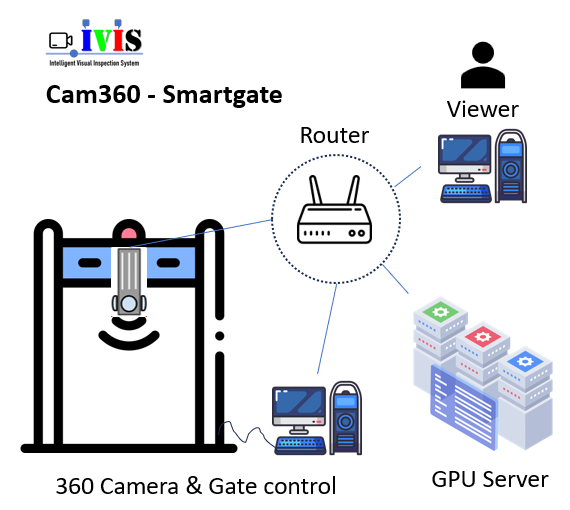 iVIS
Intelligent Visual Inspection System
Cam360 - Smartgate
Viewer
Router
GPU Server
360 Camera & Gate control